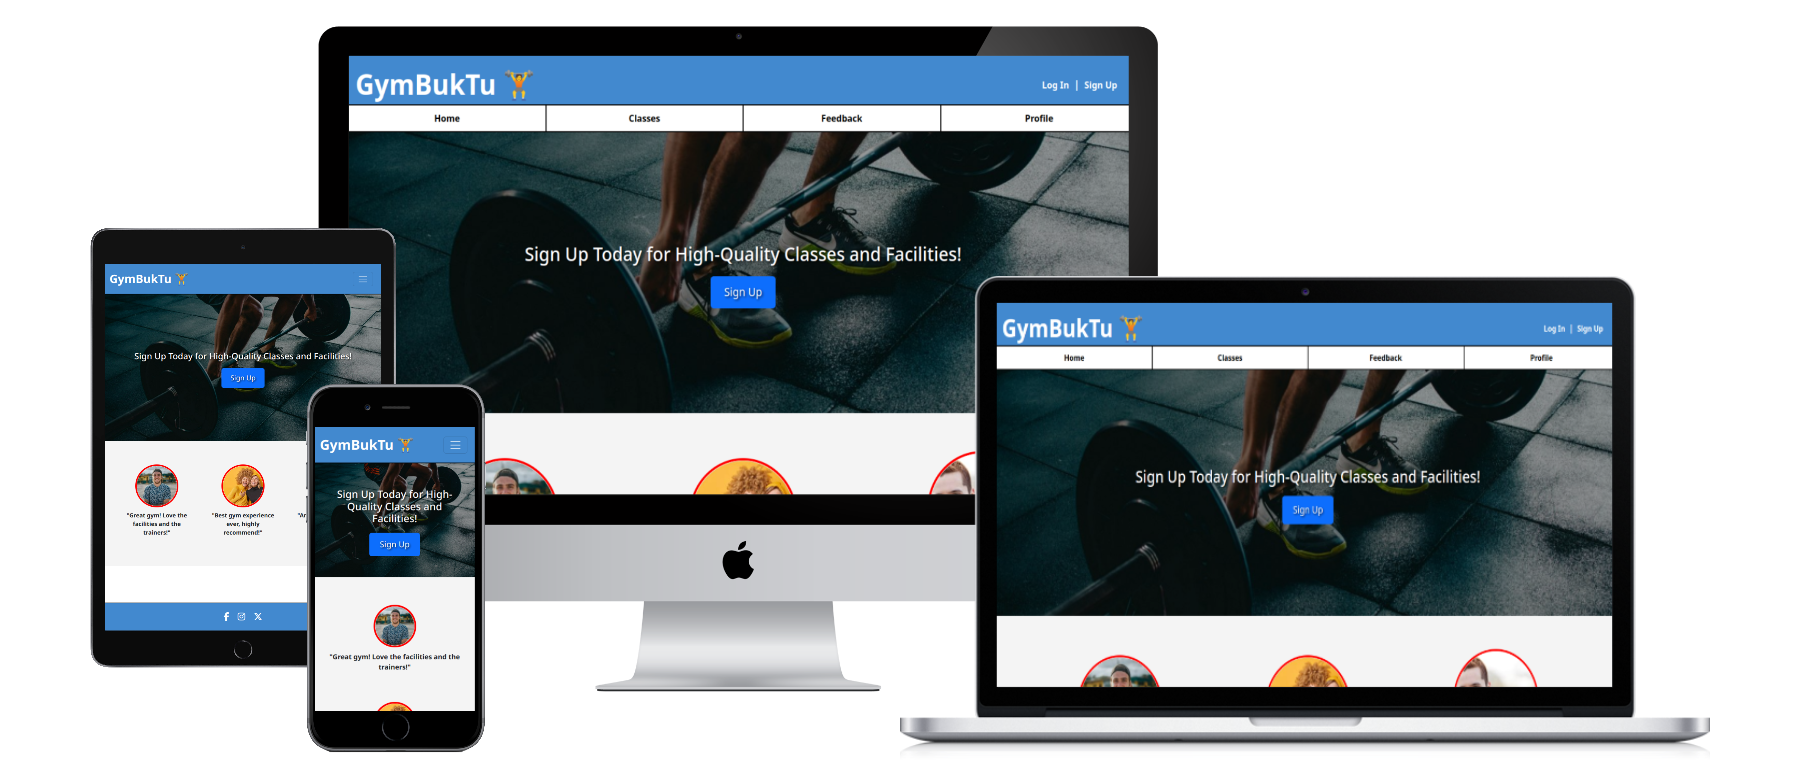 GymBukTu
Log In | Sign Up
Home Classes Feedback Profile
Sign Up Today for High-Quality Classes and Facilities!
Sign Up
GymBukTu
Sign Up Today for High-Quality Classes and Facilities!
Sign Up
"Great gym! Love the
facilities and the
trainers!"
"Best gym experience
ever, highly
recommend!"
GymBukTu
Sign Up Today for High-
Quality Classes and
Facilities!
Sign Up
"Great gym! Love the facilities and the
trainers!"
GymBukTu
Log In | Sign Up
Home Classes Feedback Profile
Sign Up Today for High-Quality Classes and Facilities!
Sign Up